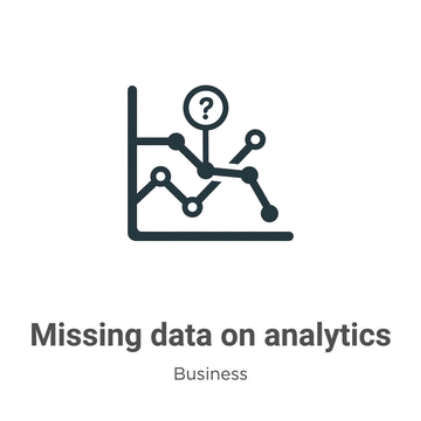 ?
Missing data on analytics
Business